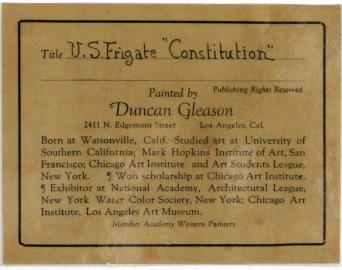 Title U.S. Frigate "Constitution"
Publishing Rights Reserved
Painted by
Duncan Gleason
2411 N. Edgemont Street Los Angeles, Cal.
Born at Watsonville, Calif. Studied art at University of
Southern California; Mark Hopkins Institute of Art, San
Francisco; Chicago Art Institute and Art Students League,
New York. ¶ Won scholarship at Chicago Art Institute.
¶ Exhibitor at National Academy, Architectural League,
New York Water Color Society, New York; Chicago Art
Institute, Los Angeles Art Museum.
Member Academy Western Painters